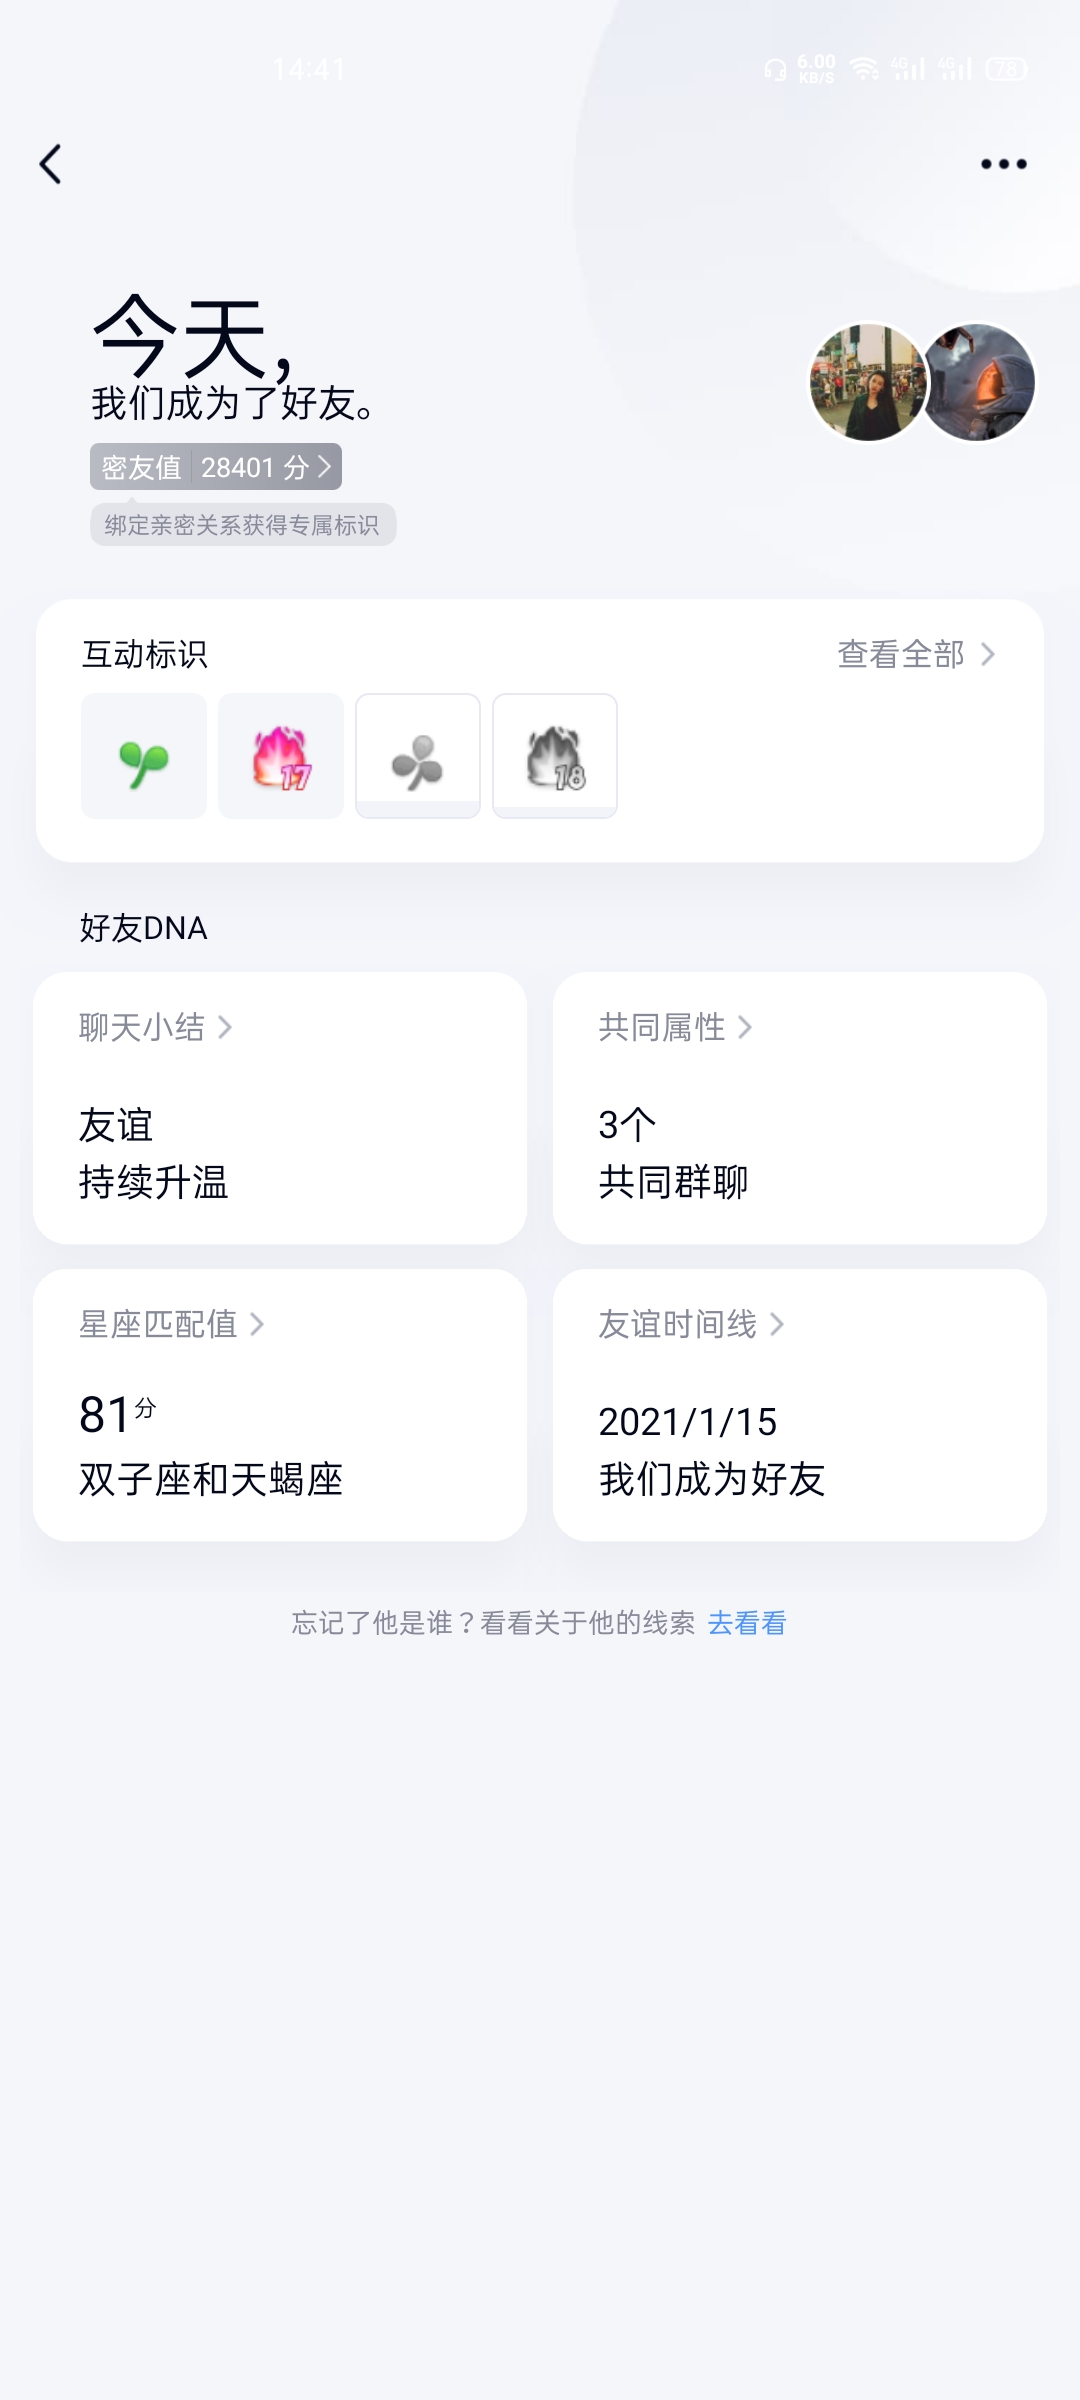 14:41
6.00
KB/S
4G
4G
78
今天,
我们成为了好友。
密友值 28401 分
绑定亲密关系获得专属标识
互动标识 查看全部
17
18
好友DNA
聊天小结
友谊
持续升温
共同属性
3个
共同群聊
星座匹配值
81分
双子座和天蝎座
友谊时间线
2021/1/15
我们成为好友
忘记了他是谁？看看关于他的线索 去看看